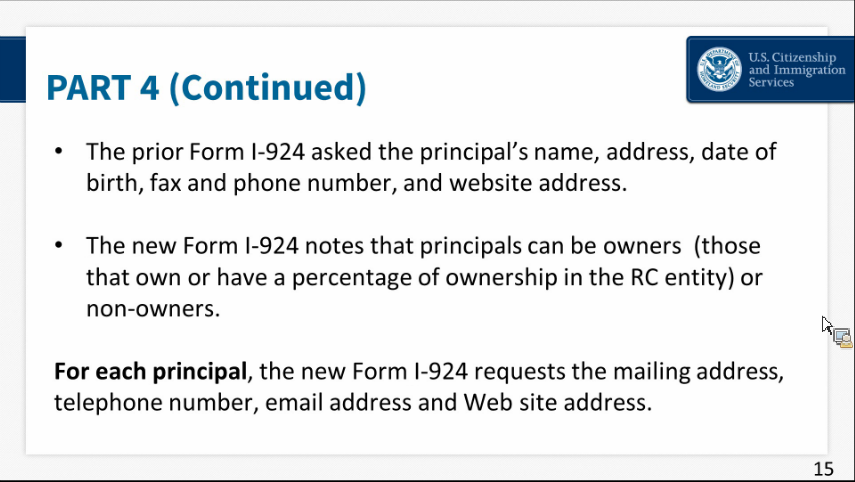 U.S. Citizenship
and Immigration
Services
PART 4 (Continued)
• The prior Form I-924 asked the principal’s name, address, date of
birth, fax and phone number, and website address.
• The new Form I-924 notes that principals can be owners  (those
that own or have a percentage of ownership in the RC entity) or
non-owners.
For each principal, the new Form I-924 requests the mailing address,
telephone number, email address and Web site address.
15